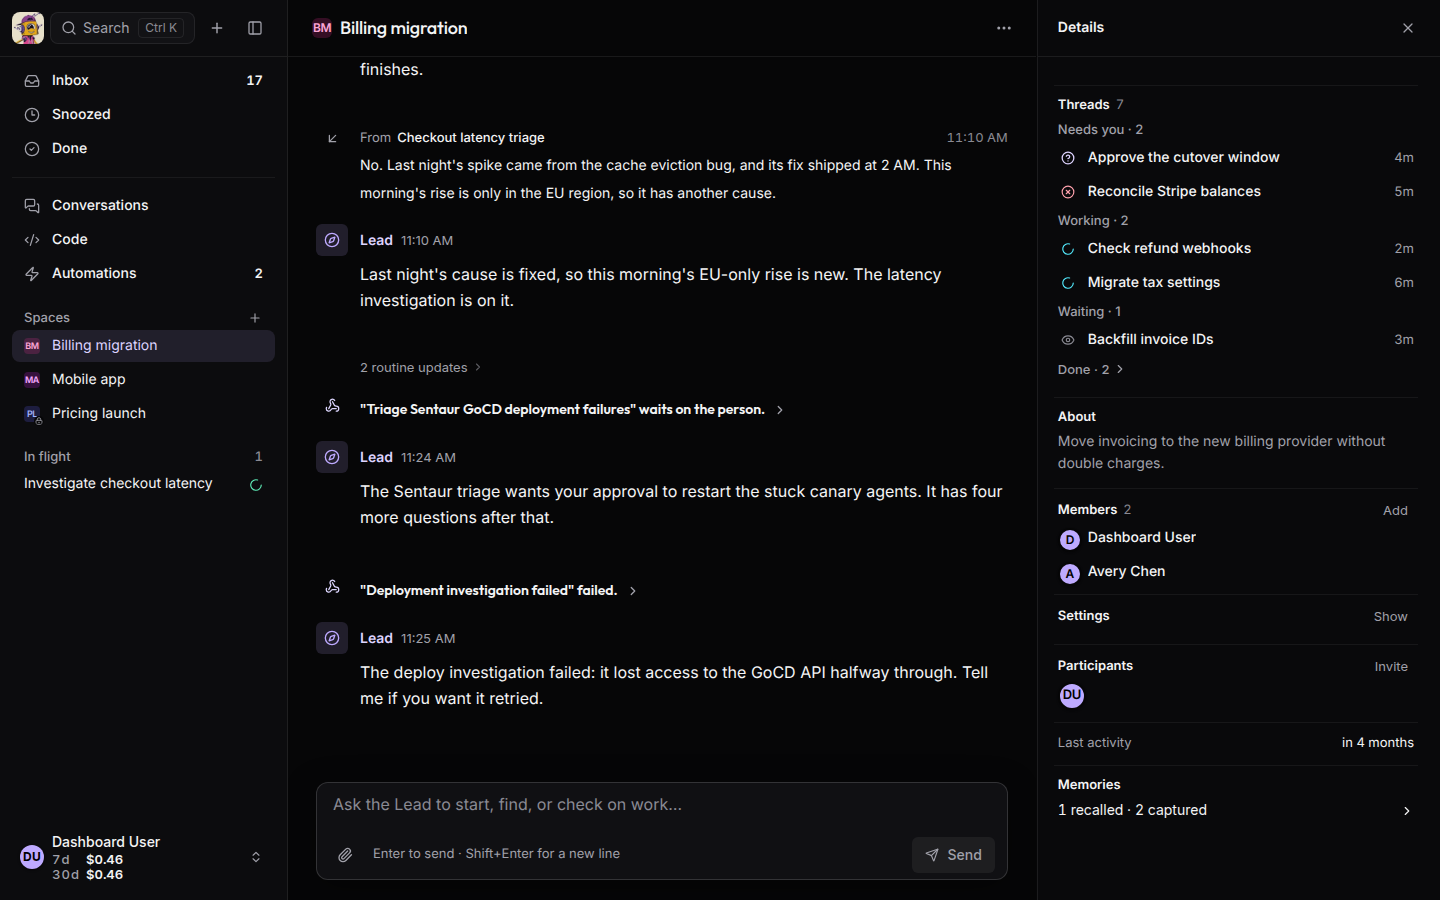 Search
Ctrl K
Inbox
17
Snoozed
Done
Conversations
Code
Automations
2
Spaces
BM
Billing migration
MA
Mobile app
PL
Pricing launch
In flight
1
Investigate checkout latency
DU
Dashboard User
7d $0.46
30d $0.46
BM
Billing migration
finishes.
From Checkout latency triage
11:10 AM
No. Last night's spike came from the cache eviction bug, and its fix shipped at 2 AM. This
morning's rise is only in the EU region, so it has another cause.
Lead 11:10 AM
Last night's cause is fixed, so this morning's EU-only rise is new. The latency
investigation is on it.
2 routine updates
"Triage Sentaur GoCD deployment failures" waits on the person.
Lead 11:24 AM
The Sentaur triage wants your approval to restart the stuck canary agents. It has four
more questions after that.
"Deployment investigation failed" failed.
Lead 11:25 AM
The deploy investigation failed: it lost access to the GoCD API halfway through. Tell
me if you want it retried.
Ask the Lead to start, find, or check on work...
Enter to send · Shift+Enter for a new line
Send
Details
Threads 7
Needs you · 2
Approve the cutover window
4m
Reconcile Stripe balances
5m
Working · 2
Check refund webhooks
2m
Migrate tax settings
6m
Waiting · 1
Backfill invoice IDs
3m
Done · 2
About
Move invoicing to the new billing provider without
double charges.
Members 2
Add
D
Dashboard User
A
Avery Chen
Settings
Show
Participants
Invite
DU
Last activity
in 4 months
Memories
1 recalled · 2 captured